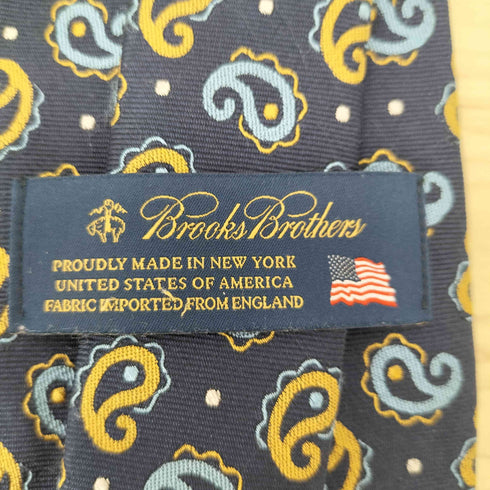 Brooks Brothers
PROUDLY MADE IN NEW YORK
UNITED STATES OF AMERICA
FABRIC IMPORTED FROM ENGLAND